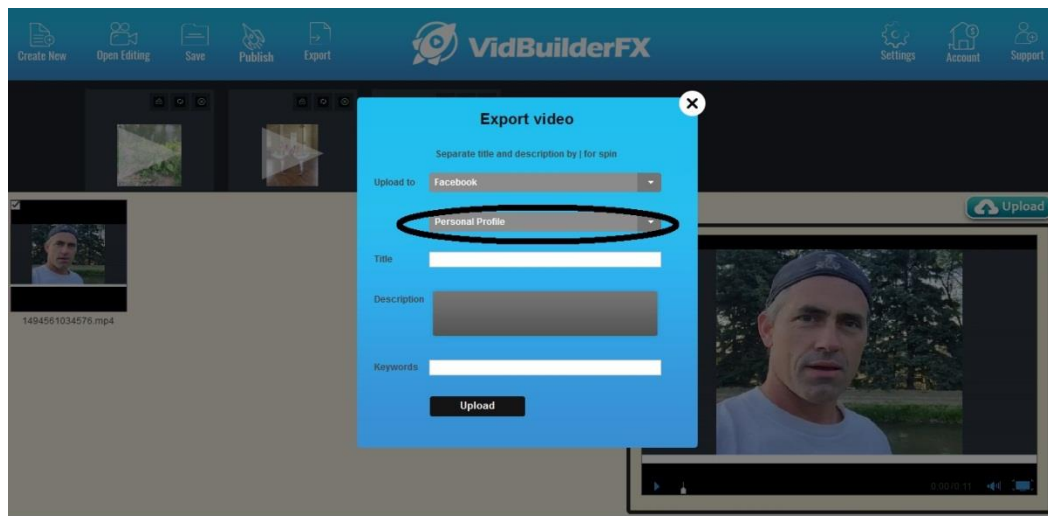 Create New
Open Editing
Save
Publish
Export
VidBuilderFX
Settings
Account
Support
Export video
Separate title and description by | for spin
Upload to
Facebook
Personal Profile
Title
Description
Keywords
Upload
Upload
1494561034576.mp4
0:00/0:11